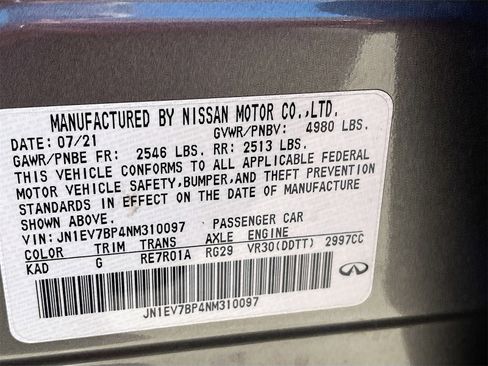 MANUFACTURED BY NISSAN MOTOR CO.,LTD.
DATE: 07/21 GVWR/PNBV: 4980 LBS.
GAWR/PNBE FR: 2546 LBS. RR: 2513 LBS.
THIS VEHICLE CONFORMS TO ALL APPLICABLE FEDERAL
MOTOR VEHICLE SAFETY, BUMPER, AND THEFT PREVENTION
STANDARDS IN EFFECT ON THE DATE OF MANUFACTURE
SHOWN ABOVE.
VIN: JN1EV7BP4NM310097 PASSENGER CAR
COLOR TRIM TRANS AXLE ENGINE
KAD G RE7R01A RG29 VR30(DDTT) 2997CC
JN1EV7BP4NM310097